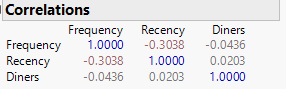 Correlations
Frequency Recency Diners
Frequency 1.0000 -0.3038 -0.0436
Recency -0.3038 1.0000 0.0203
Diners -0.0436 0.0203 1.0000